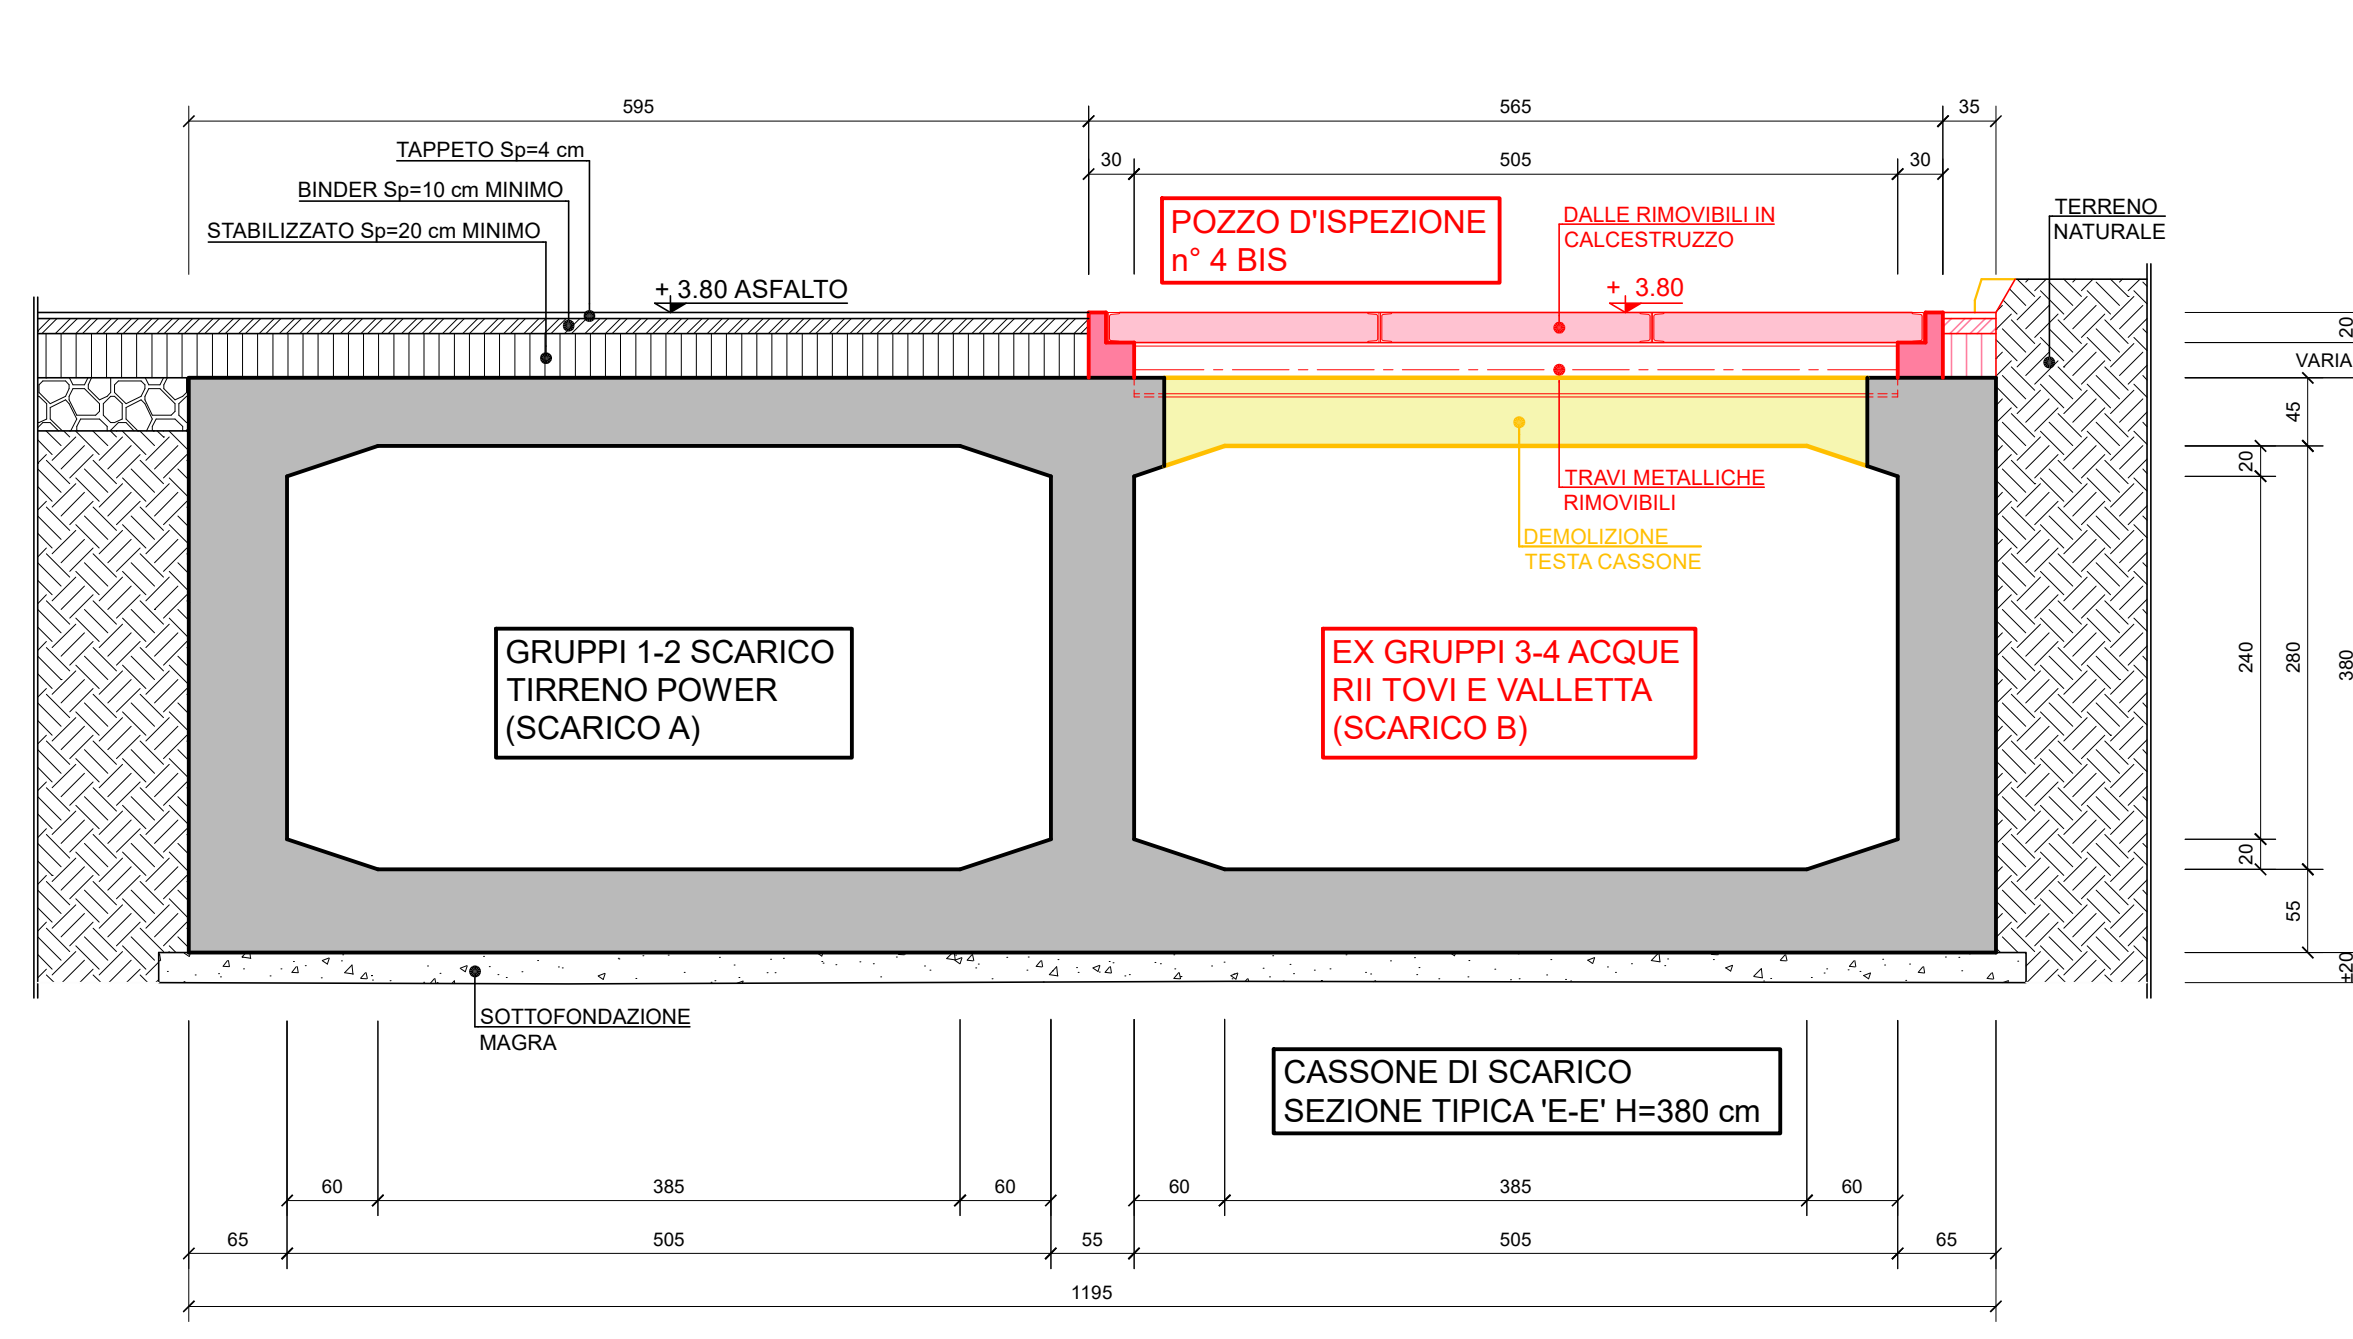 595
565
35
TAPPETO Sp=4 cm
30
505
30
BINDER Sp=10 cm MINIMO
STABILIZZATO Sp=20 cm MINIMO
POZZO D'ISPEZIONE
n° 4 BIS
DALLE RIMOVIBILI IN
CALCESTRUZZO
TERRENO
NATURALE
+ 3.80 ASFALTO
+ 3.80
20
VARIA
45
20
TRAVI METALLICHE
RIMOVIBILI
DEMOLIZIONE
TESTA CASSONE
GRUPPI 1-2 SCARICO
TIRRENO POWER
(SCARICO A)
EX GRUPPI 3-4 ACQUE
RII TOVI E VALLETTA
(SCARICO B)
240
280
380
20
55
±20
SOTTOFONDAZIONE
MAGRA
CASSONE DI SCARICO
SEZIONE TIPICA 'E-E' H=380 cm
60
385
60
60
385
60
65
505
55
505
65
1195